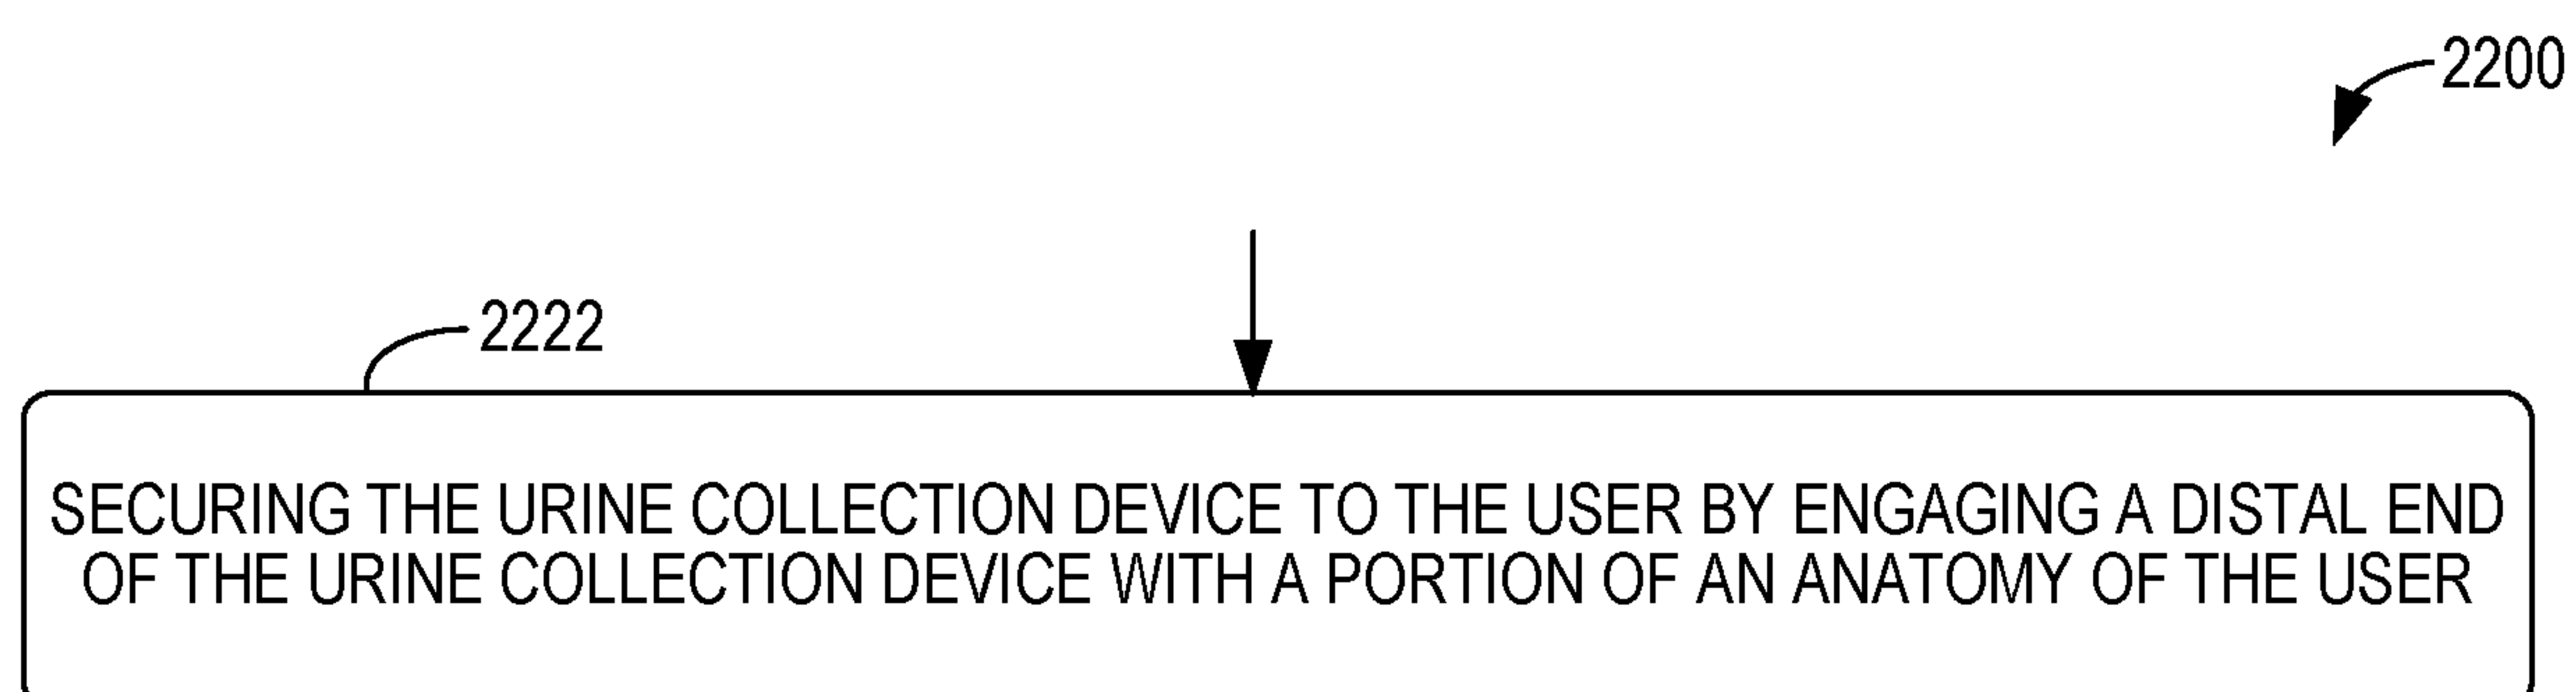 2200
2222
SECURING THE URINE COLLECTION DEVICE TO THE USER BY ENGAGING A DISTAL END
OF THE URINE COLLECTION DEVICE WITH A PORTION OF AN ANATOMY OF THE USER